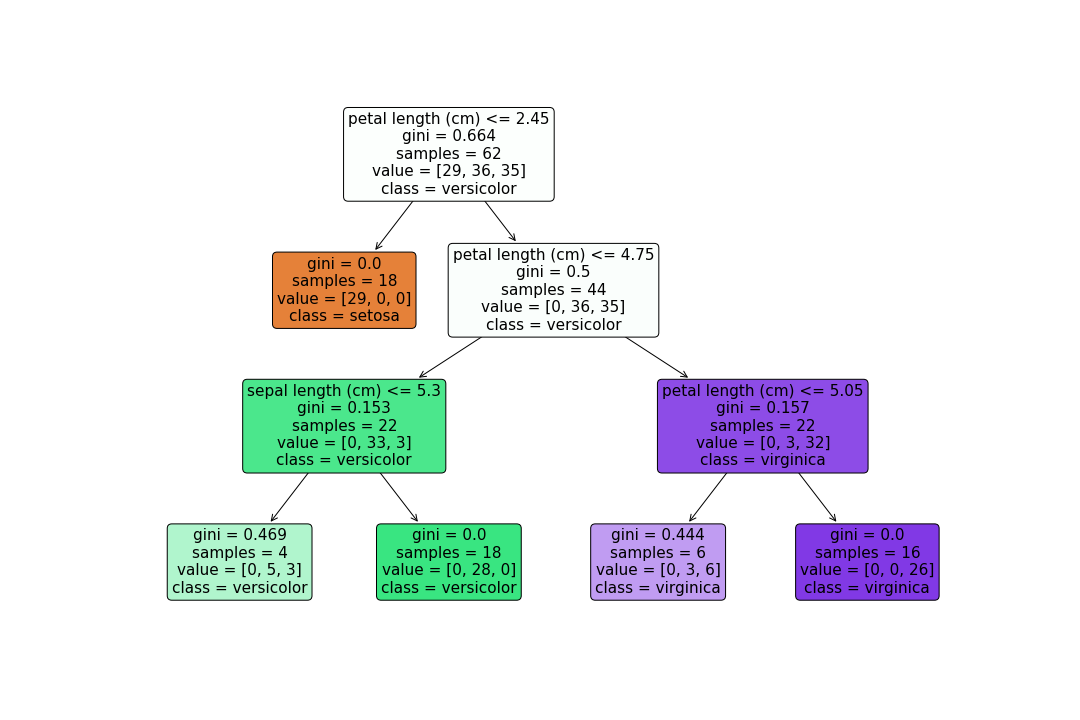 petal length (cm) <= 2.45
gini = 0.664
samples = 62
value = [29, 36, 35]
class = versicolor
gini = 0.0
samples = 18
value = [29, 0, 0]
class = setosa
petal length (cm) <= 4.75
gini = 0.5
samples = 44
value = [0, 36, 35]
class = versicolor
sepal length (cm) <= 5.3
gini = 0.153
samples = 22
value = [0, 33, 3]
class = versicolor
petal length (cm) <= 5.05
gini = 0.157
samples = 22
value = [0, 3, 32]
class = virginica
gini = 0.469
samples = 4
value = [0, 5, 3]
class = versicolor
gini = 0.0
samples = 18
value = [0, 28, 0]
class = versicolor
gini = 0.444
samples = 6
value = [0, 3, 6]
class = virginica
gini = 0.0
samples = 16
value = [0, 0, 26]
class = virginica